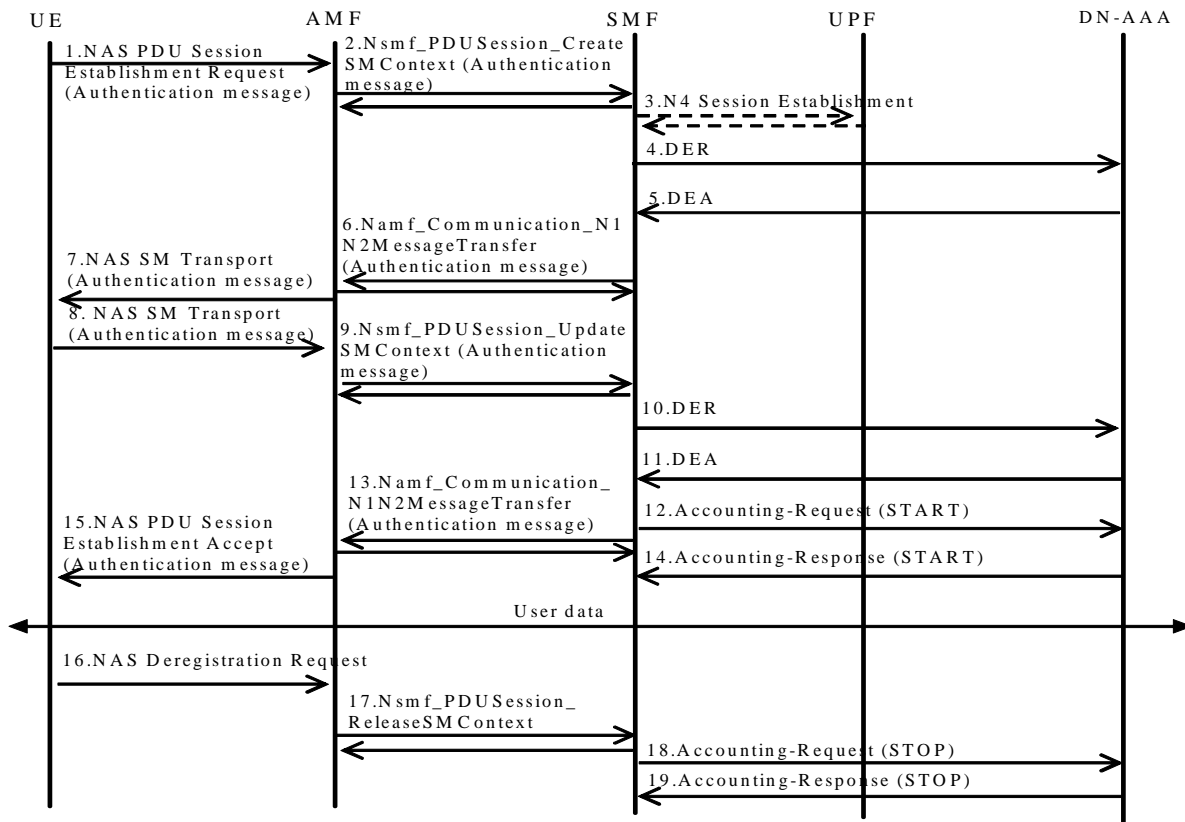 UE
AMF
SMF
UPF
DN-AAA
1.NAS PDU Session
Establishment Request
(Authentication message)
2.Nsmf_PDUSession_Create
SMContext (Authentication
message)
3.N4 Session Establishment
4.DER
5.DEA
6.Namf_Communication_N1
N2MessageTransfer
(Authentication message)
7.NAS SM Transport
(Authentication message)
8. NAS SM Transport
(Authentication message)
9.Nsmf_PDUSession_Update
SMContext (Authentication
message)
10.DER
11.DEA
13.Namf_Communication_
N1N2MessageTransfer
(Authentication message)
12.Accounting-Request (START)
15.NAS PDU Session
Establishment Accept
(Authentication message)
14.Accounting-Response (START)
User data
16.NAS Deregistration Request
17.Nsmf_PDUSession_
ReleaseSMContext
18.Accounting-Request (STOP)
19.Accounting-Response (STOP)